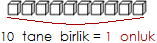 10 tane birlik = 1 onluk